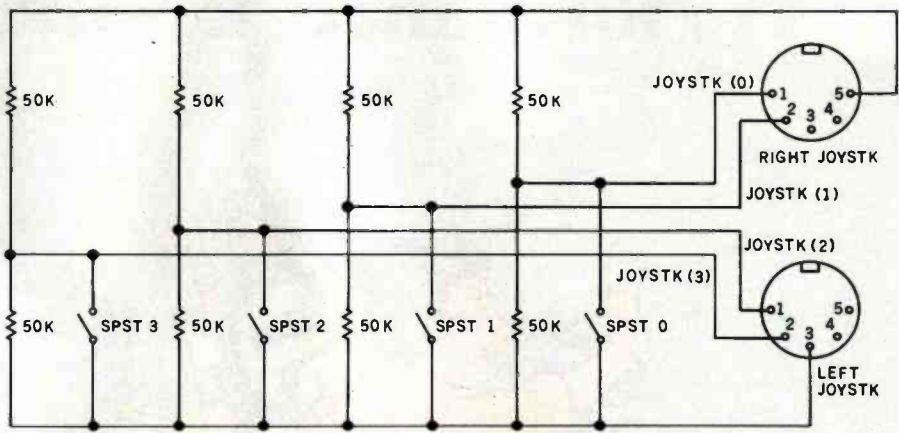 JOYSTK (0)
50K
50K
50K
50K
1
5
2
3
4
RIGHT JOYSTK
JOYSTK (1)
JOYSTK (2)
JOYSTK (3)
50K
SPST 3
50K
SPST 2
50K
SPST 1
50K
SPST 0
1
5
2
3
4
LEFT
JOYSTK